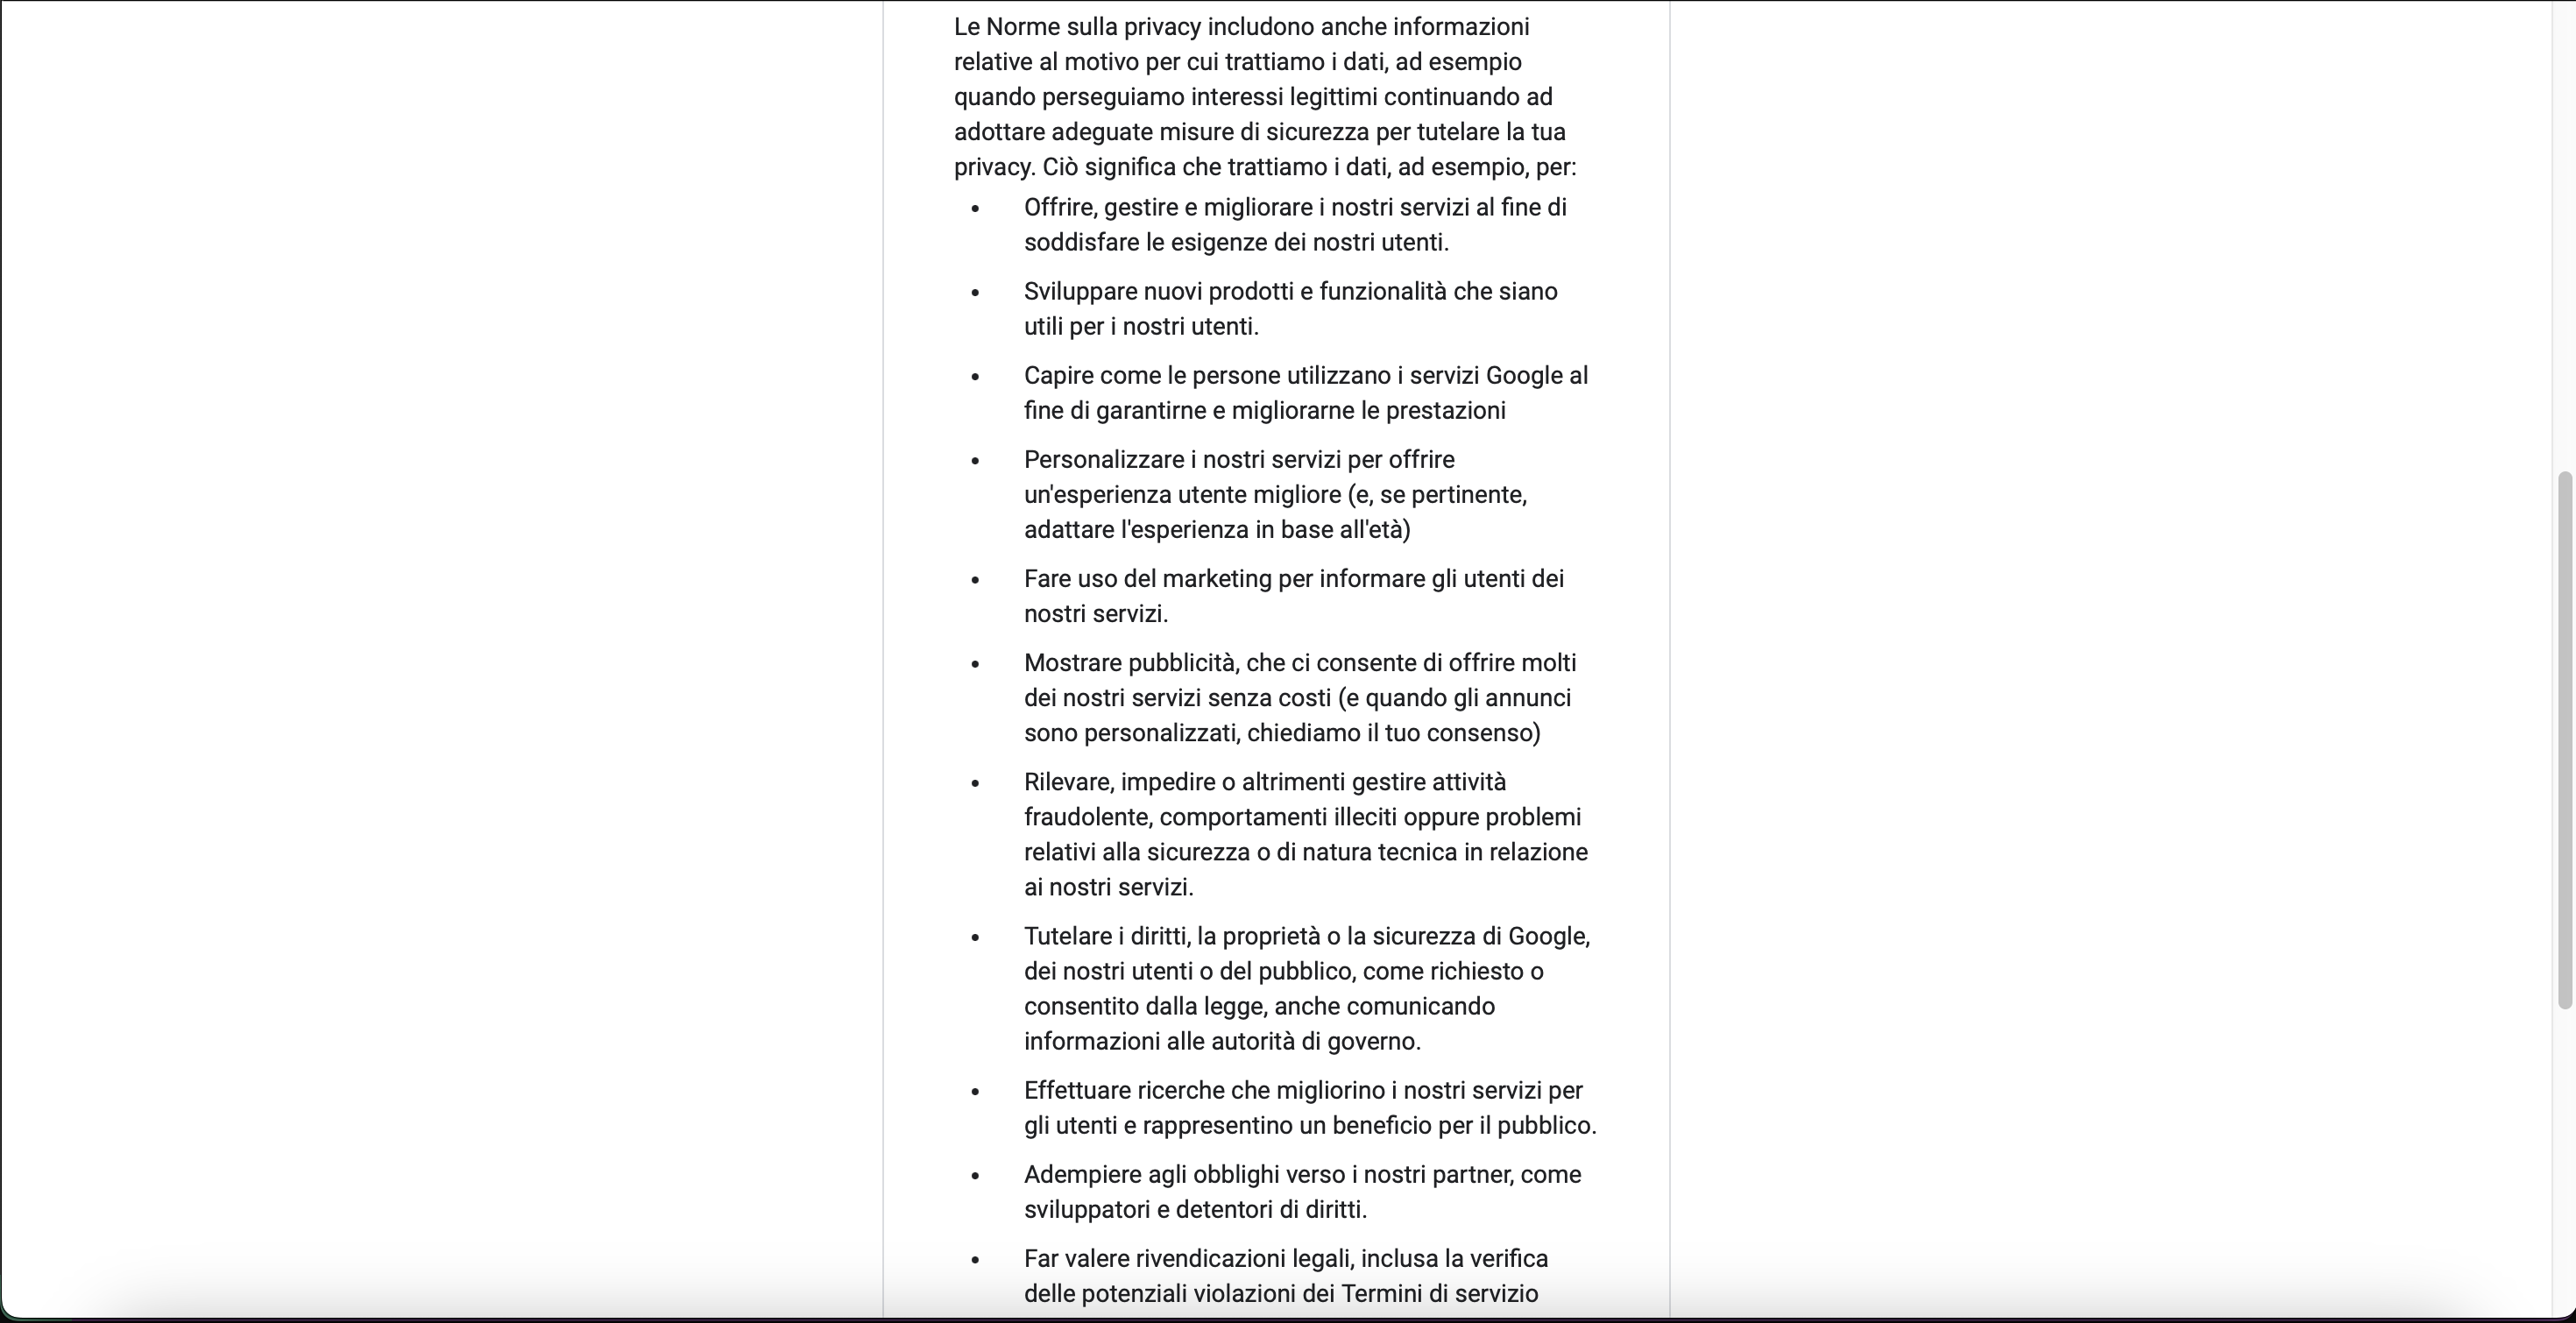 Le Norme sulla privacy includono anche informazioni
relative al motivo per cui trattiamo i dati, ad esempio
quando perseguiamo interessi legittimi continuando ad
adottare adeguate misure di sicurezza per tutelare la tua
privacy. Ciò significa che trattiamo i dati, ad esempio, per:
• Offrire, gestire e migliorare i nostri servizi al fine di
soddisfare le esigenze dei nostri utenti.
• Sviluppare nuovi prodotti e funzionalità che siano
utili per i nostri utenti.
• Capire come le persone utilizzano i servizi Google al
fine di garantirne e migliorarne le prestazioni
• Personalizzare i nostri servizi per offrire
un'esperienza utente migliore (e, se pertinente,
adattare l'esperienza in base all'età)
• Fare uso del marketing per informare gli utenti dei
nostri servizi.
• Mostrare pubblicità, che ci consente di offrire molti
dei nostri servizi senza costi (e quando gli annunci
sono personalizzati, chiediamo il tuo consenso)
• Rilevare, impedire o altrimenti gestire attività
fraudolente, comportamenti illeciti oppure problemi
relativi alla sicurezza o di natura tecnica in relazione
ai nostri servizi.
• Tutelare i diritti, la proprietà o la sicurezza di Google,
dei nostri utenti o del pubblico, come richiesto o
consentito dalla legge, anche comunicando
informazioni alle autorità di governo.
• Effettuare ricerche che migliorino i nostri servizi per
gli utenti e rappresentino un beneficio per il pubblico.
• Adempiere agli obblighi verso i nostri partner, come
sviluppatori e detentori di diritti.
• Far valere rivendicazioni legali, inclusa la verifica
delle potenziali violazioni dei Termini di servizio